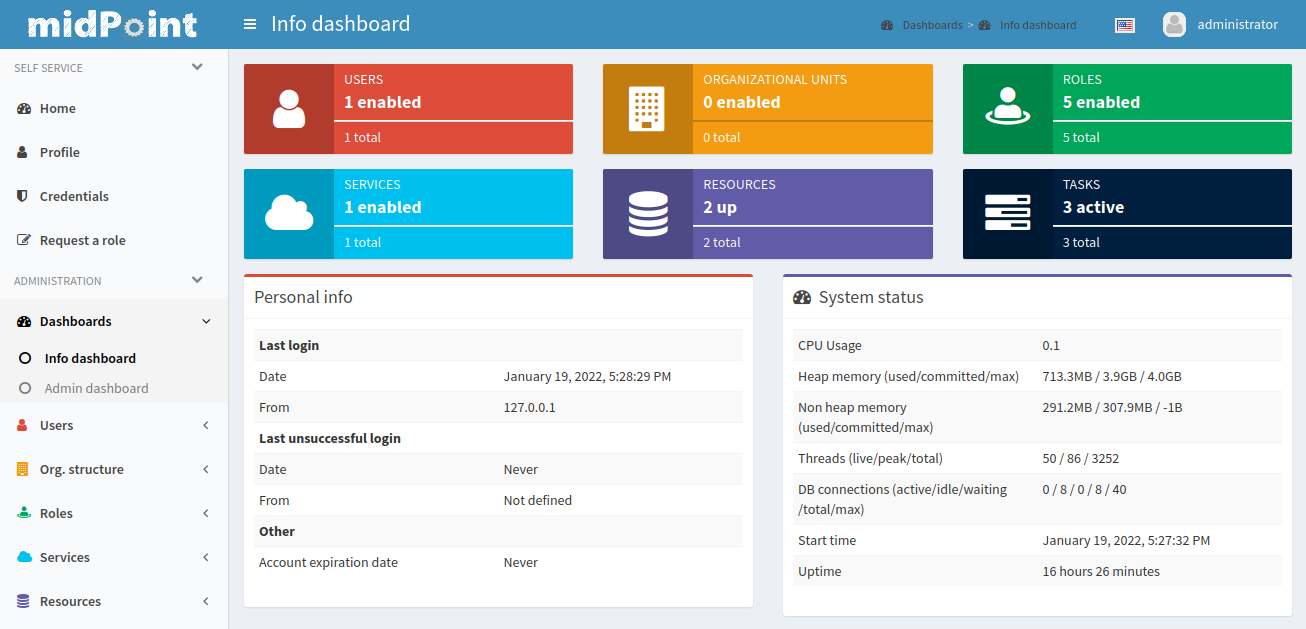 midPoint
Info dashboard
Dashboards > Info dashboard
administrator
SELF SERVICE
Home
Profile
Credentials
Request a role
ADMINISTRATION
Dashboards
Info dashboard
Admin dashboard
Users
Org. structure
Roles
Services
Resources
USERS
1 enabled
1 total
ORGANIZATIONAL UNITS
0 enabled
0 total
ROLES
5 enabled
5 total
SERVICES
1 enabled
1 total
RESOURCES
2 up
2 total
TASKS
3 active
3 total
Personal info
Last login
Date January 19, 2022, 5:28:29 PM
From 127.0.0.1
Last unsuccessful login
Date Never
From Not defined
Other
Account expiration date Never
System status
CPU Usage 0.1
Heap memory (used/committed/max) 713.3MB / 3.9GB / 4.0GB
Non heap memory 291.2MB / 307.9MB / -1B
(used/committed/max)
Threads (live/peak/total) 50 / 86 / 3252
DB connections (active/idle/waiting 0 / 8 / 0 / 8 / 40
/total/max)
Start time January 19, 2022, 5:27:32 PM
Uptime 16 hours 26 minutes